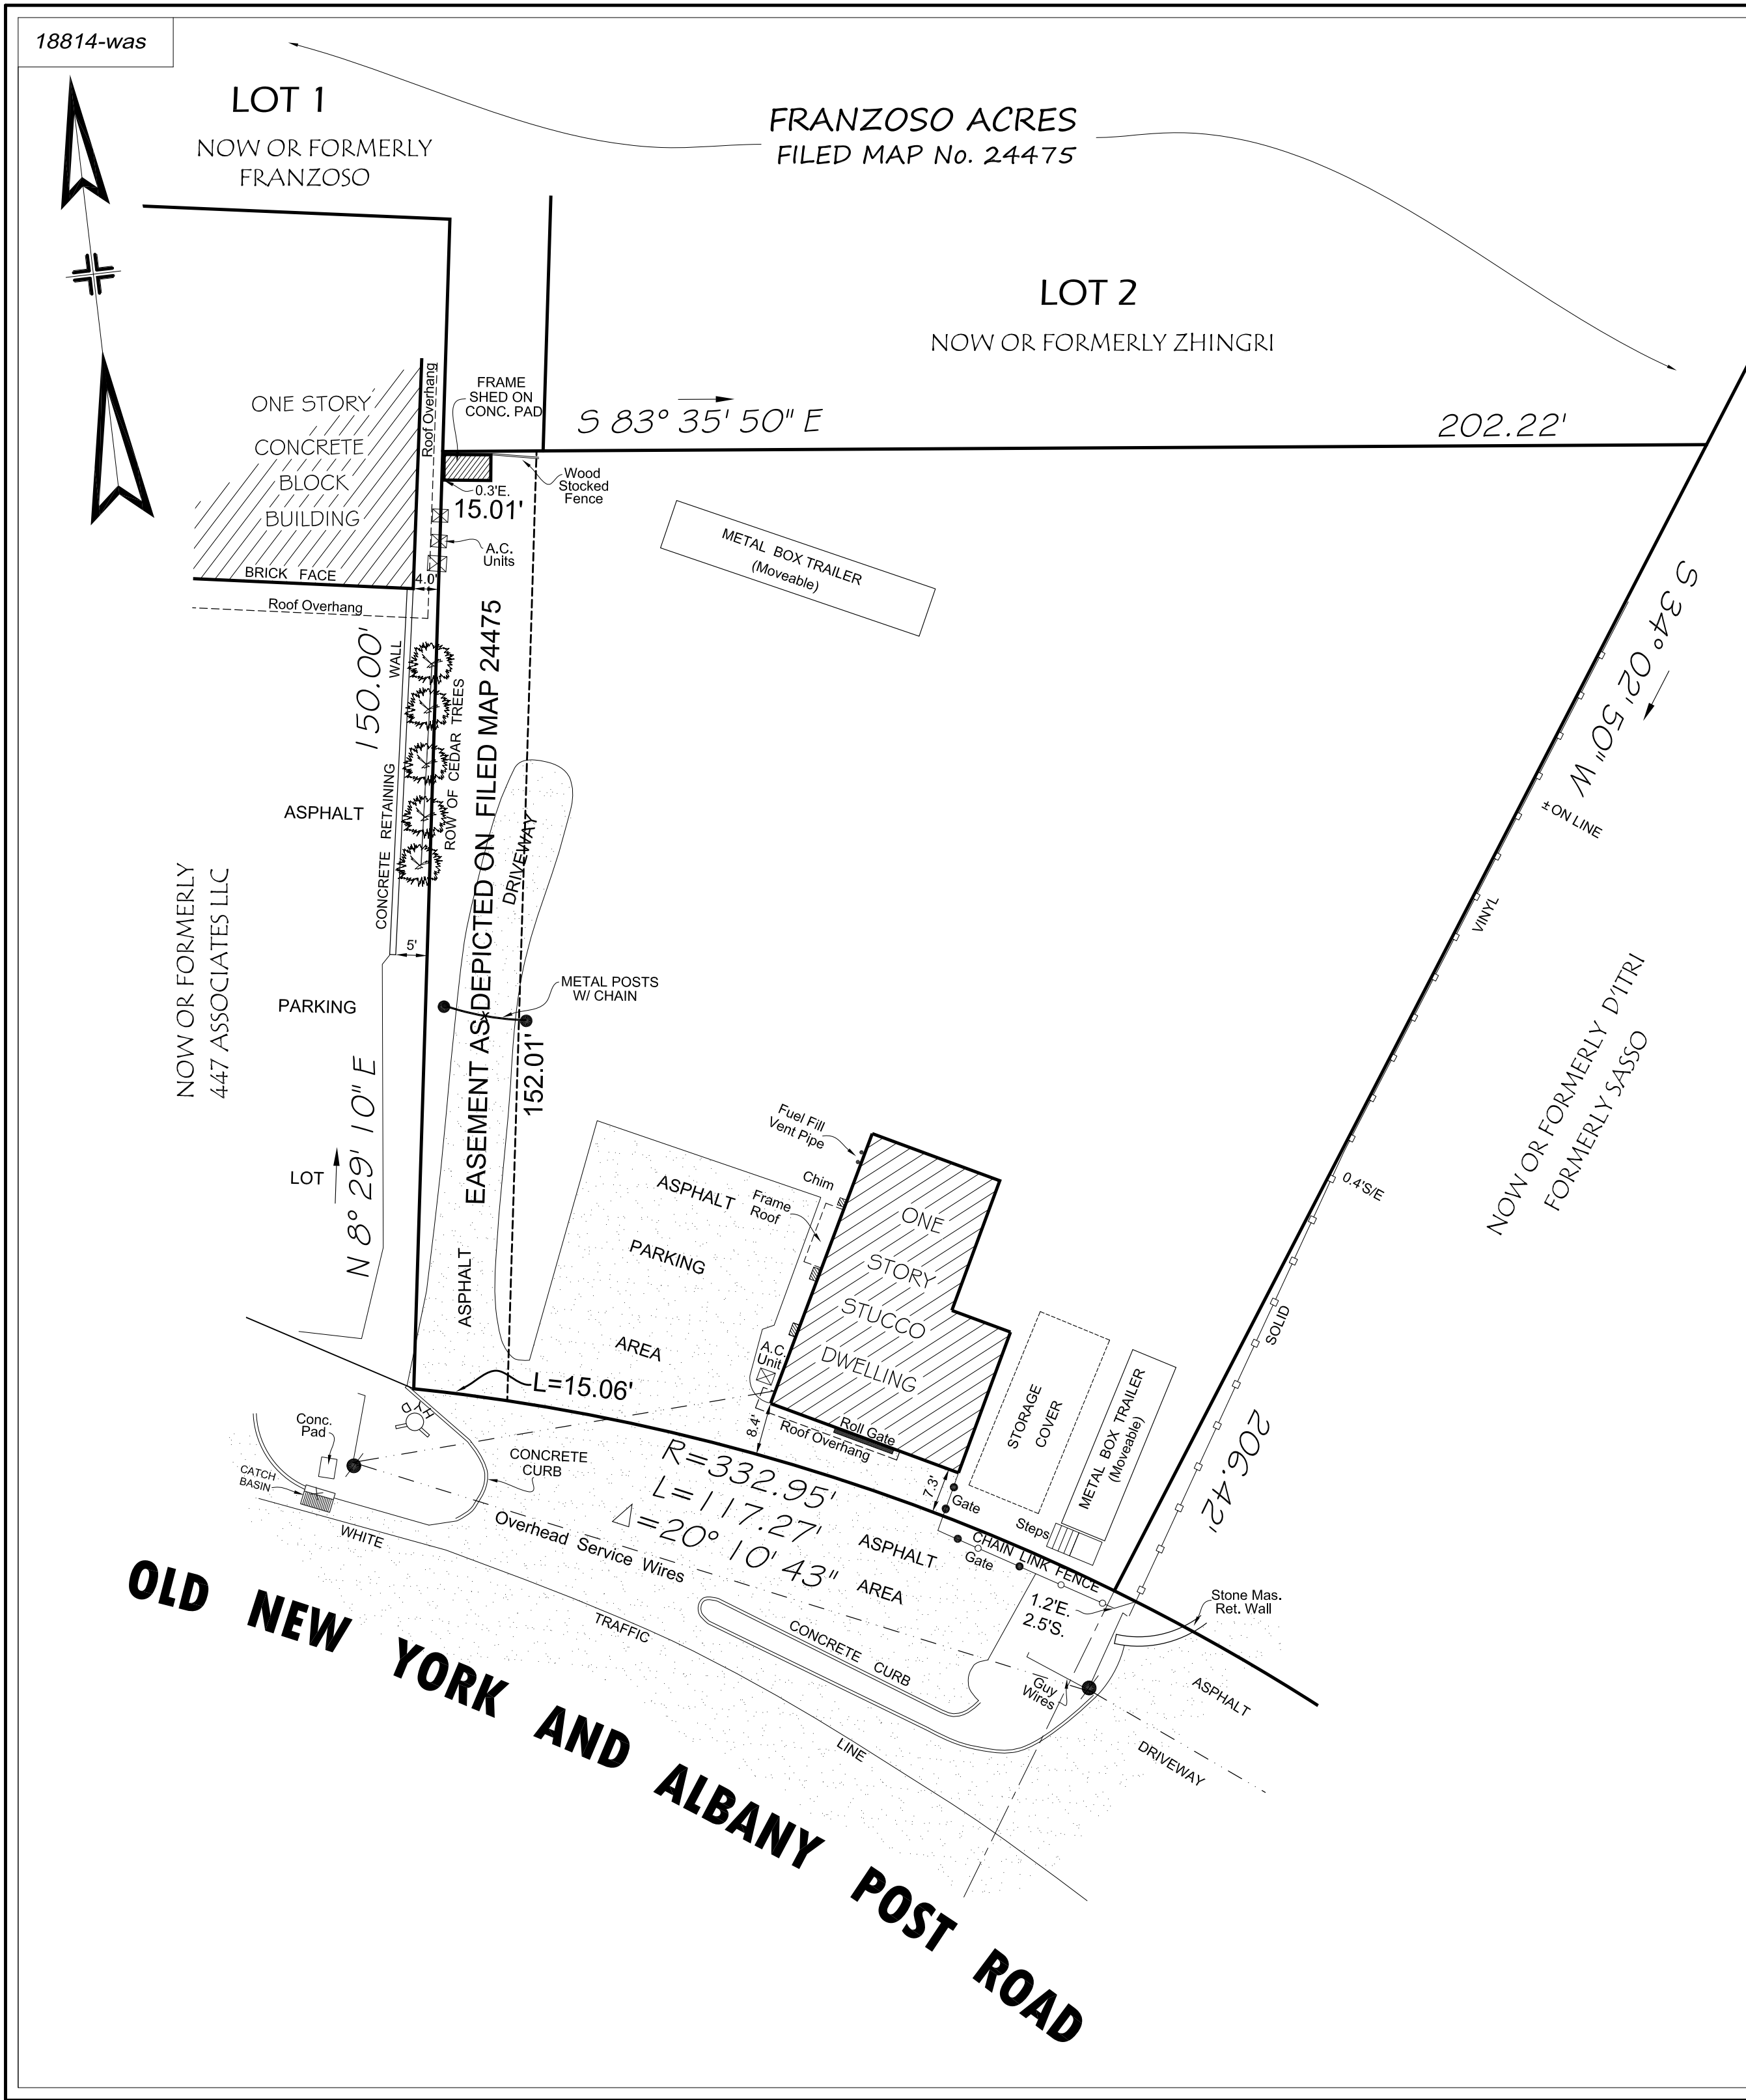 18814-was
LOT 1
NOW OR FORMERLY
FRANZOSO
FRANZOSO ACRES
FILED MAP No. 24475
LOT 2
NOW OR FORMERLY ZHINGRI
ONE STORY
CONCRETE
BLOCK
BUILDING
BRICK FACE
Roof Overhang
Roof Overhang
FRAME
SHED ON
CONC. PAD
S 83° 35' 50" E
202.22'
0.3'E.
15.01'
Wood
Stocked
Fence
A.C.
Units
4.0'
METAL BOX TRAILER
(Moveable)
S 34° 02' 50" W
± ON LINE
VINYL
150.00'
WALL
CONCRETE RETAINING
ROW OF CEDAR TREES
EASEMENT AS DEPICTED ON FILED MAP 24475
DRIVEWAY
ASPHALT
NOW OR FORMERLY
447 ASSOCIATES LLC
5'
PARKING
METAL POSTS
W/ CHAIN
152.01'
NOW OR FORMERLY D'ITRI
FORMERLY SASSO
LOT
N 8° 29' 10" E
ASPHALT
Fuel Fill
Vent Pipe
Chim
Frame
Roof
ASPHALT
PARKING
AREA
ONE
STORY
STUCCO
DWELLING
A.C.
Unit
0.4'S/E
SOLID
206.42'
L=15.06'
STORAGE
COVER
METAL BOX TRAILER
(Moveable)
8.4'
Roll Gate
Roof Overhang
7.3'
Gate
Steps
CHAIN LINK FENCE
Gate
HYD
Conc.
Pad
CATCH
BASIN
CONCRETE
CURB
R=332.95'
L=117.27'
△=20° 10' 43"
Overhead Service Wires
ASPHALT
AREA
1.2'E.
2.5'S.
Stone Mas.
Ret. Wall
WHITE
TRAFFIC
LINE
CONCRETE CURB
Guy
Wires
ASPHALT
DRIVEWAY
OLD NEW YORK AND ALBANY POST ROAD